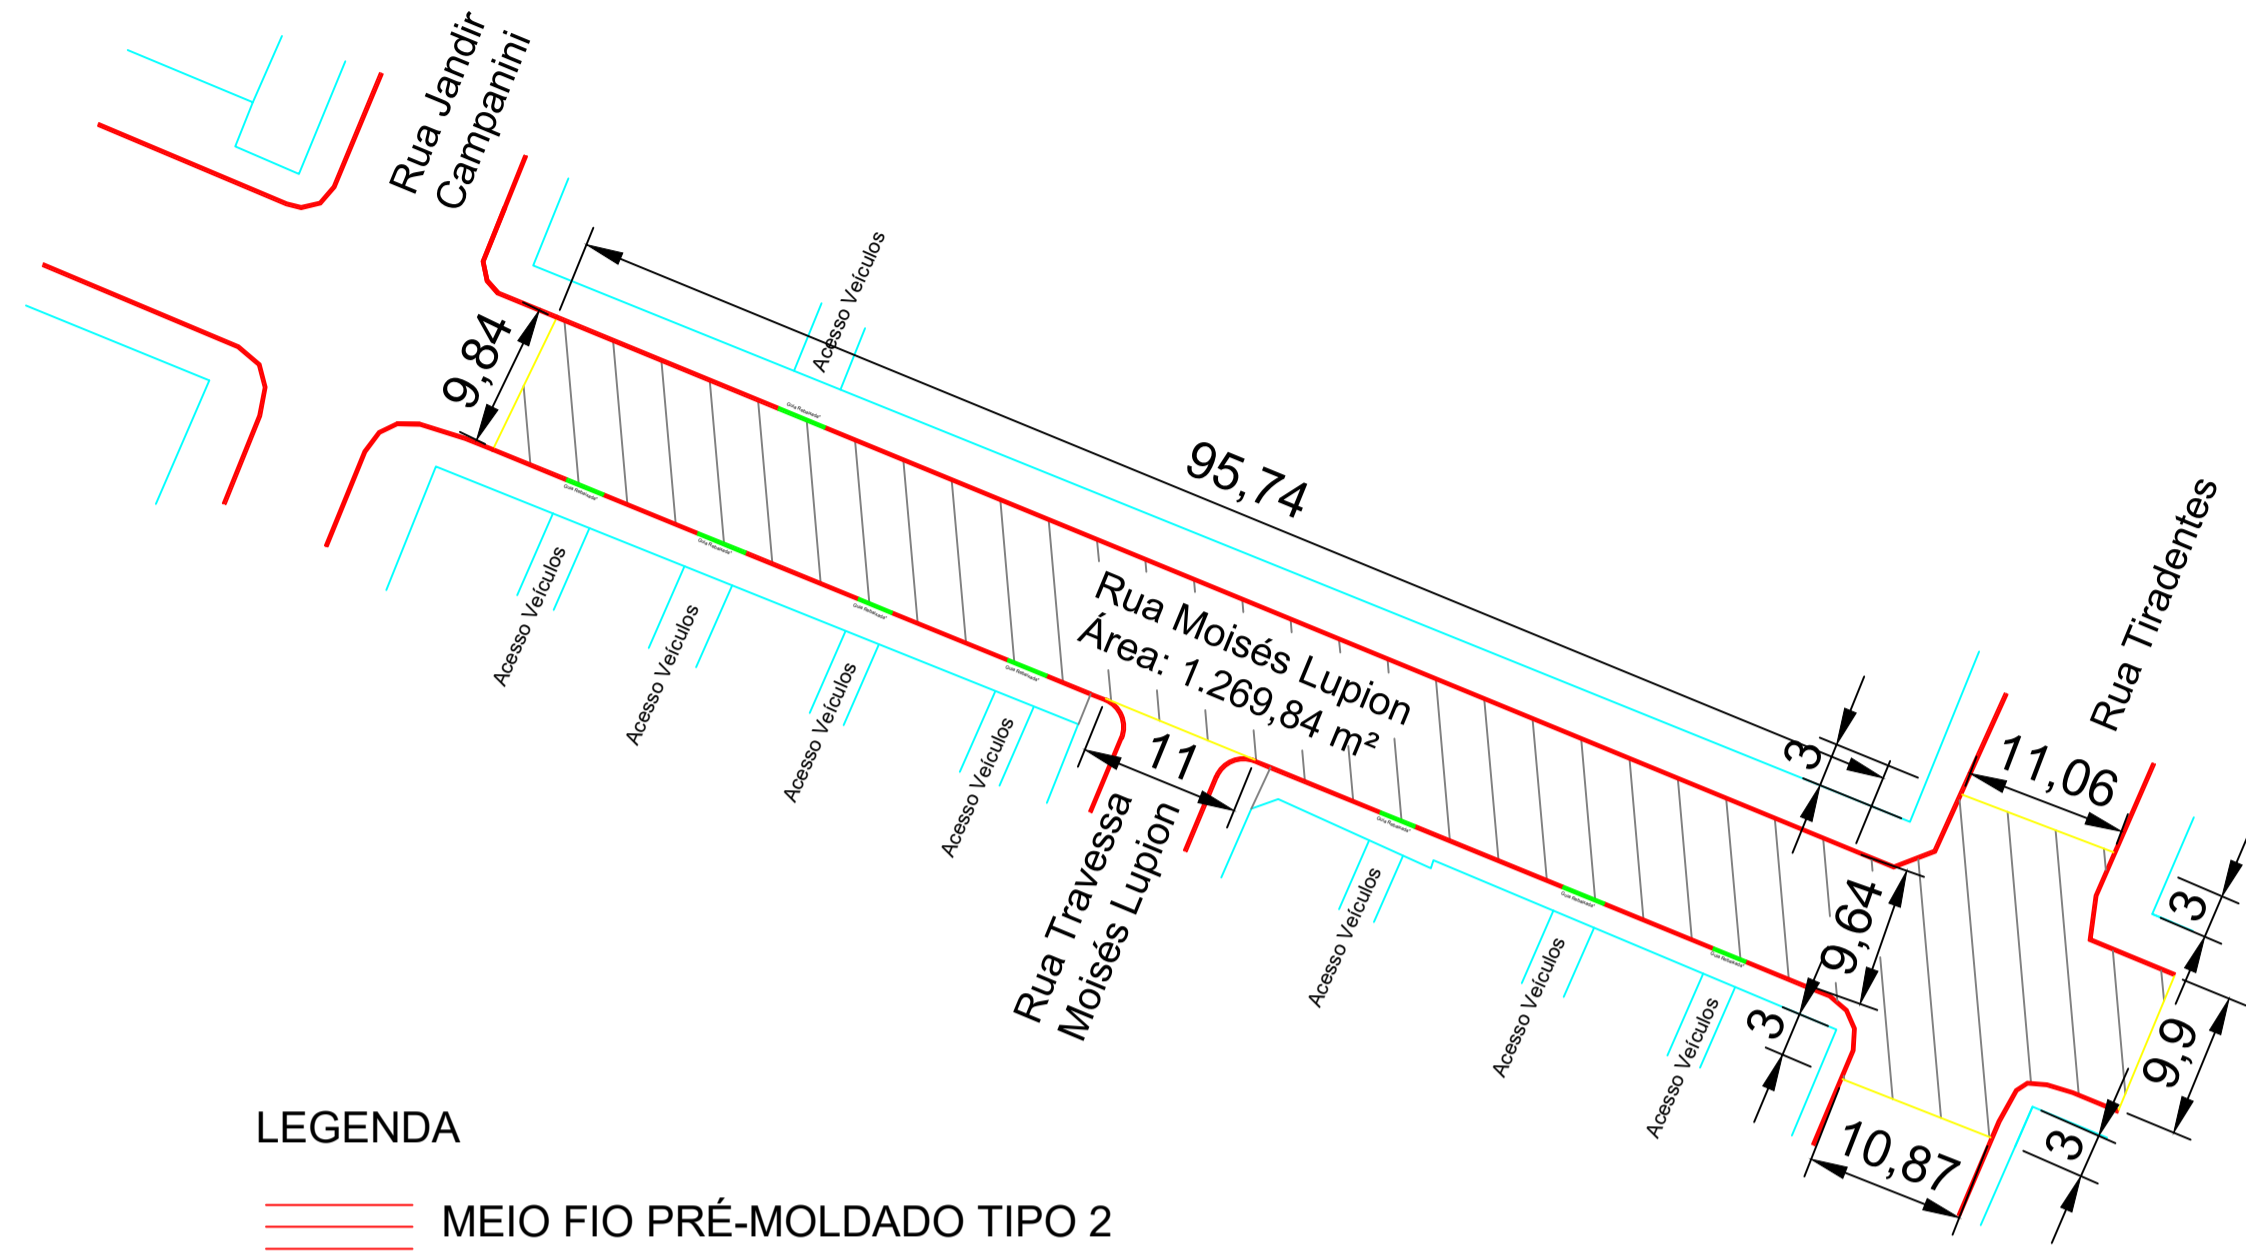 Rua Jandir
Campanini
9,84
Acesso Veículos
95,74
Rua Moisés Lupion
Área: 1.269,84 m²
Rua Tiradentes
11,06
3
3
9,64
9,9
3
3
10,87
11
Rua Travessa
Moisés Lupion
Acesso Veículos
Acesso Veículos
Acesso Veículos
Acesso Veículos
Acesso Veículos
Acesso Veículos
Acesso Veículos
LEGENDA
MEIO FIO PRÉ-MOLDADO TIPO 2